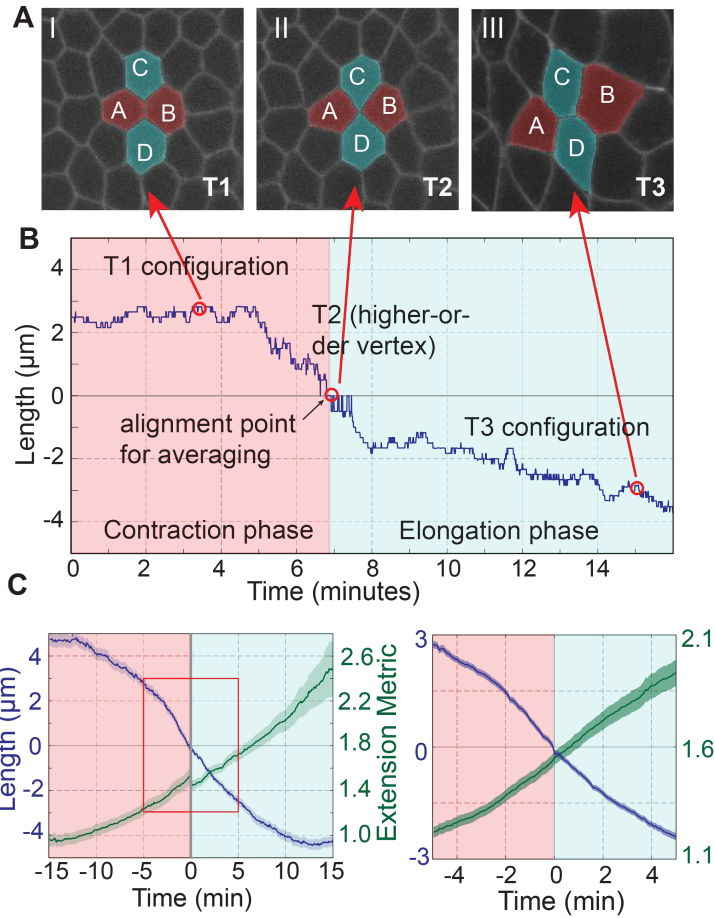 A
I
II
III
C
A
B
D
T1
C
A
B
D
T2
C
B
A
D
T3
B
T1 configuration
T2 (higher-or-
der vertex)
alignment point
for averaging
T3 configuration
Contraction phase
Elongation phase
Length (μm)
4
2
0
-2
-4
0 2 4 6 8 10 12 14
Time (minutes)
C
Length (μm)
4
2
0
-2
-4
2.6
2.2
1.8
1.4
1.0
Extension Metric
-15 -10 -5 0 5 10 15
Time (min)
3
0
-3
2.1
1.6
1.1
-4 -2 0 2 4
Time (min)